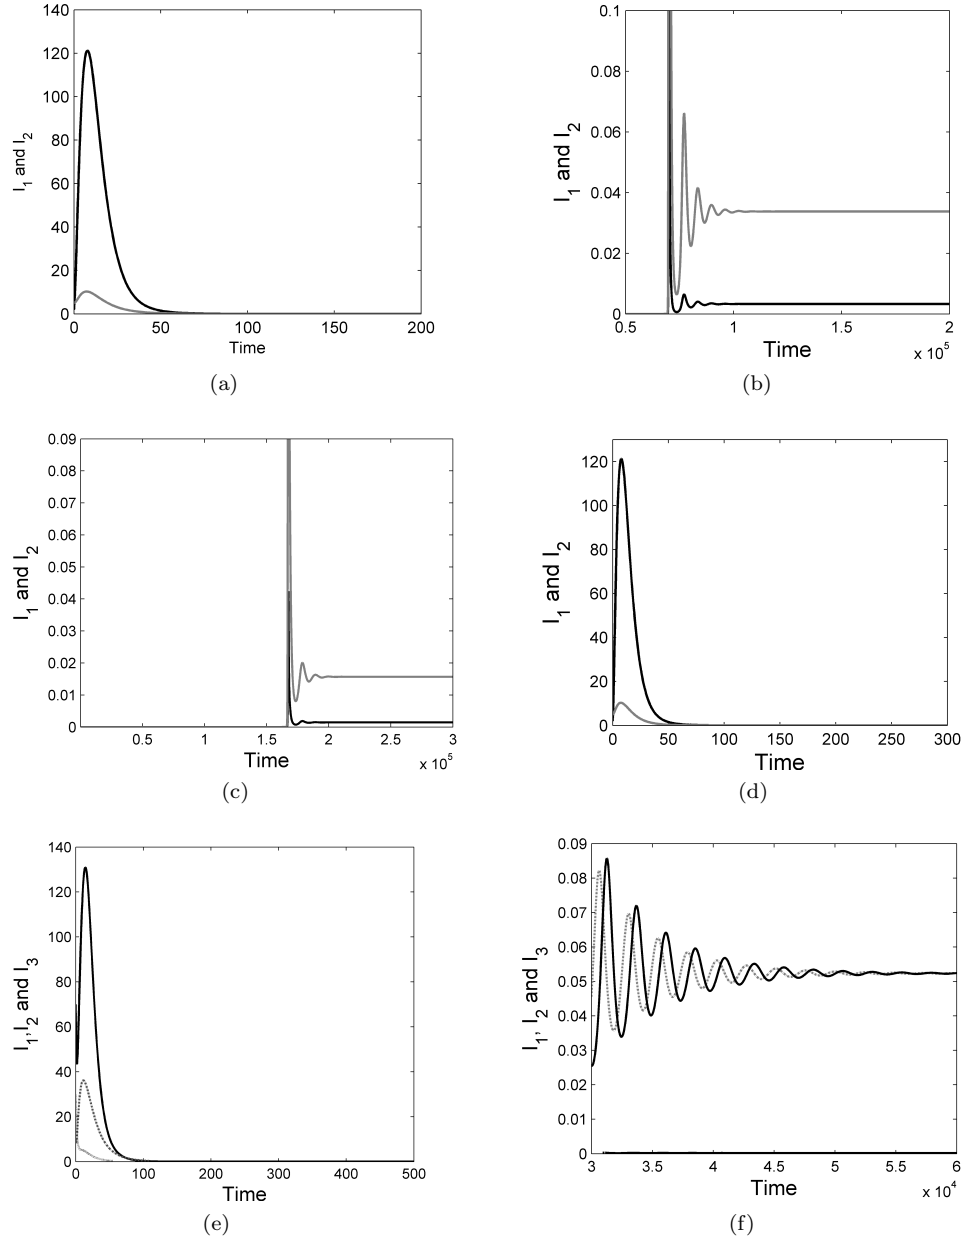 140
120
100
80
60
40
20
0
I1 and I2
0 50 100 150 200
Time
(a)
0.1
0.08
0.06
0.04
0.02
0
I1 and I2
0.5 1 1.5 2
Time
x 10^5
(b)
0.09
0.08
0.07
0.06
0.05
0.04
0.03
0.02
0.01
0
I1 and I2
0.5 1 1.5 2 2.5 3
Time
x 10^5
(c)
120
100
80
60
40
20
0
I1 and I2
0 50 100 150 200 250 300
Time
(d)
140
120
100
80
60
40
20
0
I1, I2 and I3
0 100 200 300 400 500
Time
(e)
0.09
0.08
0.07
0.06
0.05
0.04
0.03
0.02
0.01
0
I1, I2 and I3
3 3.5 4 4.5 5 5.5 6
Time
x 10^4
(f)